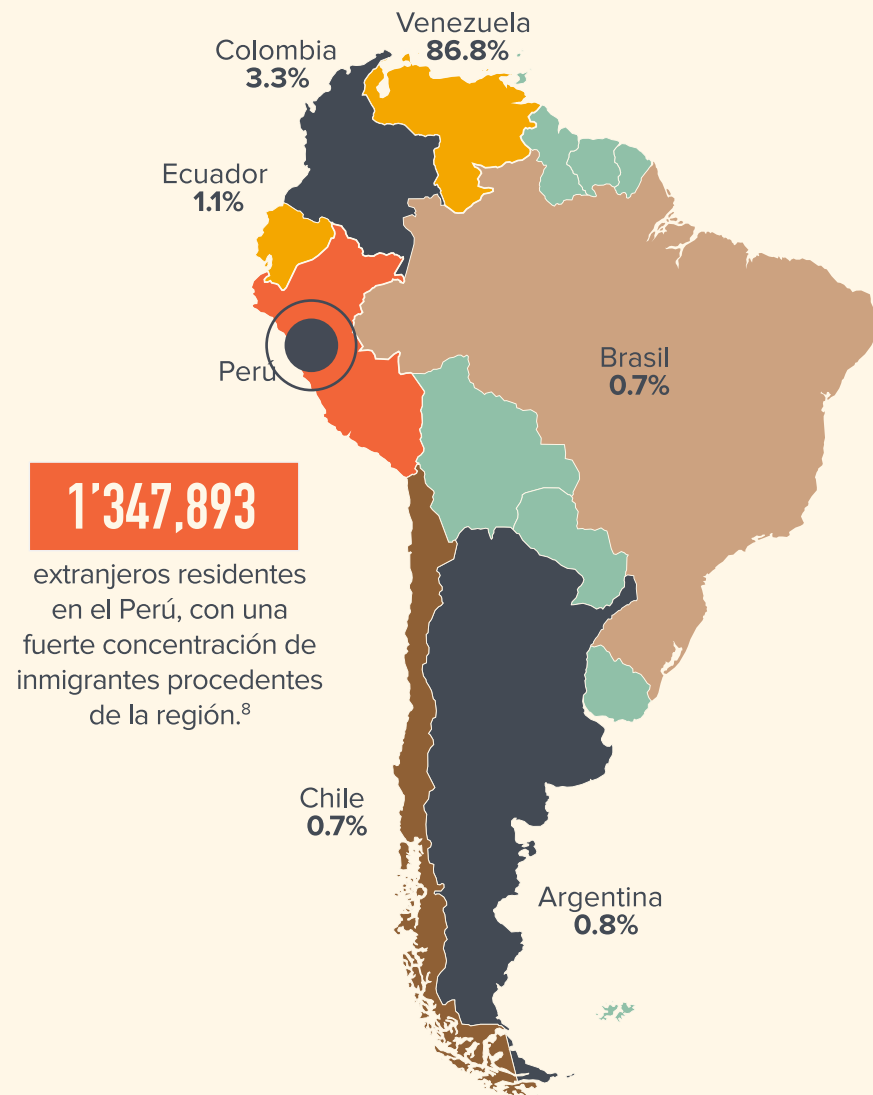 Venezuela
86.8%
Colombia
3.3%
Ecuador
1.1%
Perú
Brasil
0.7%
1’347,893
extranjeros residentes
en el Perú, con una
fuerte concentración de
inmigrantes procedentes
de la región.⁸
Chile
0.7%
Argentina
0.8%